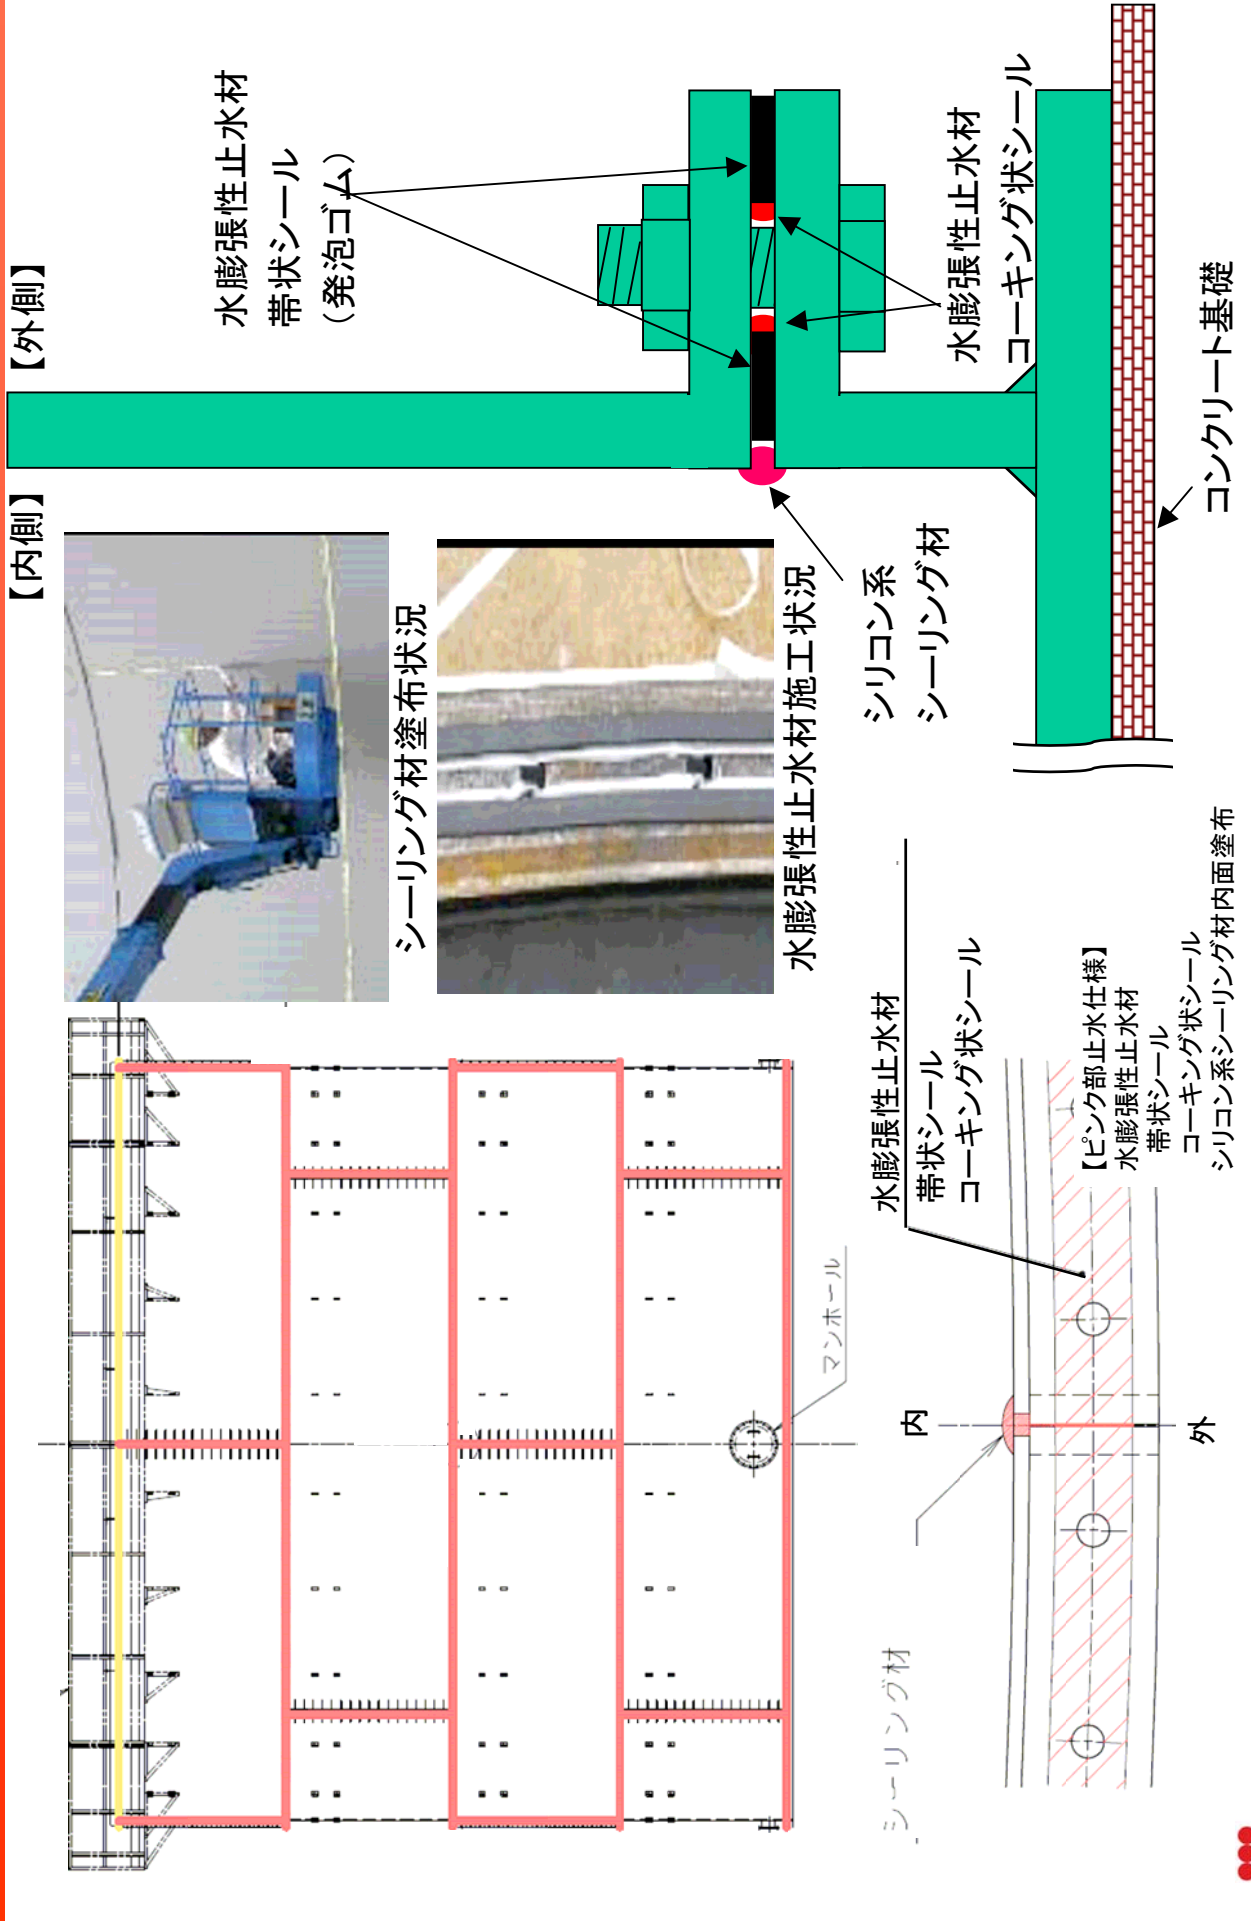 【内側】
【外側】
水膨張性止水材
帯状シール
（発泡ゴム）
シーリング材塗布状況
水膨張性止水材施工状況
シリコン系
シーリング材
水膨張性止水材
コーキング状シール
コンクリート基礎
マンホール
水膨張性止水材
帯状シール
コーキング状シール
シーリング材
内
外
【ピンク部止水仕様】
水膨張性止水材
帯状シール
コーキング状シール
シリコン系シーリング材内面塗布